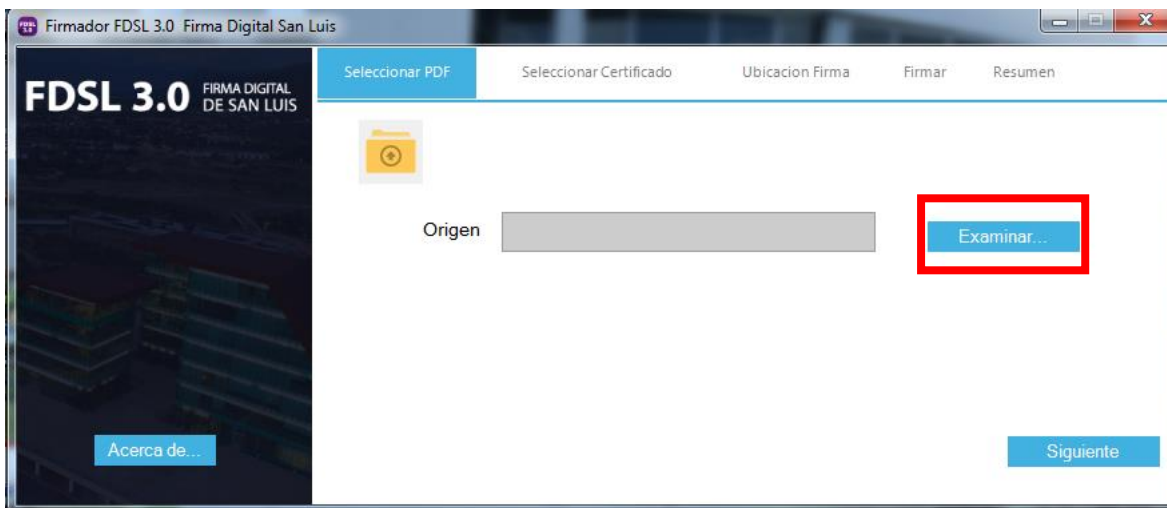 Firmador FDSL 3.0 Firma Digital San Luis
FDSL 3.0 FIRMA DIGITAL
DE SAN LUIS
Seleccionar PDF Seleccionar Certificado Ubicacion Firma Firmar Resumen
Origen Examinar...
Acerca de... Siguiente